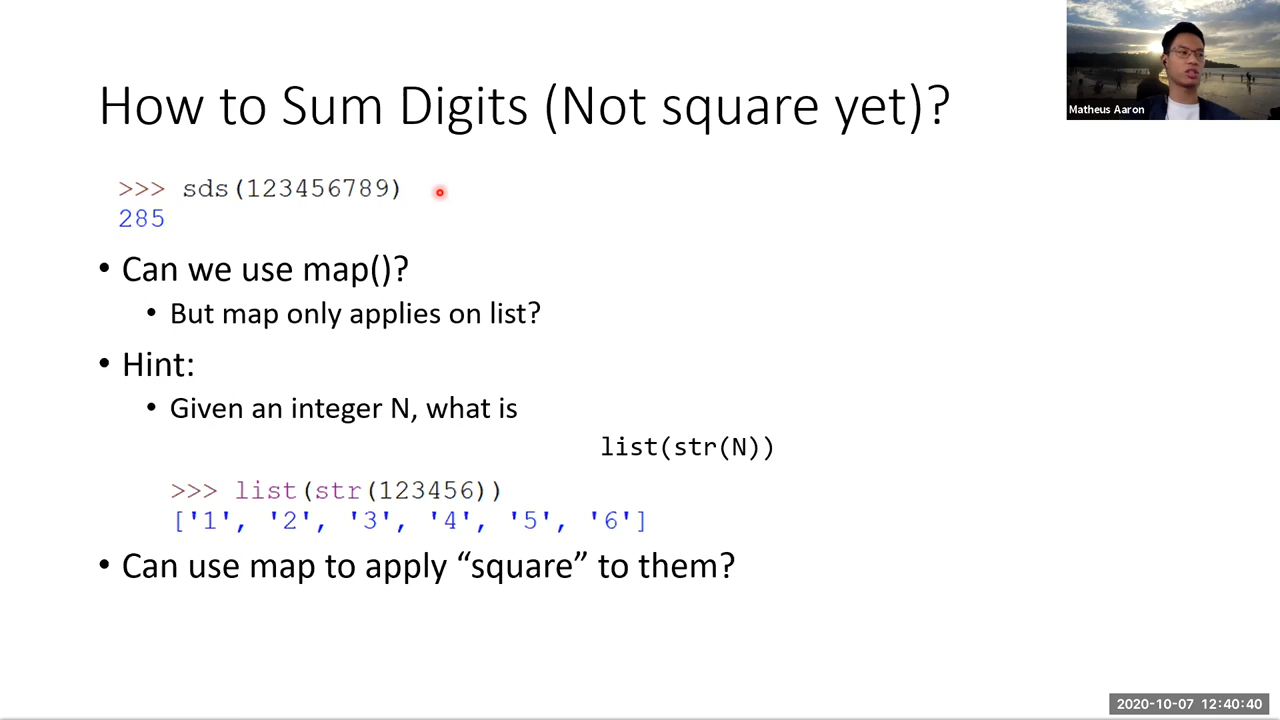 Matheus Aaron
How to Sum Digits (Not square yet)?
>>> sds(123456789)
285
• Can we use map()?
• But map only applies on list?
• Hint:
• Given an integer N, what is
list(str(N))
>>> list(str(123456))
['1', '2', '3', '4', '5', '6']
• Can use map to apply “square” to them?
2020-10-07 12:40:40